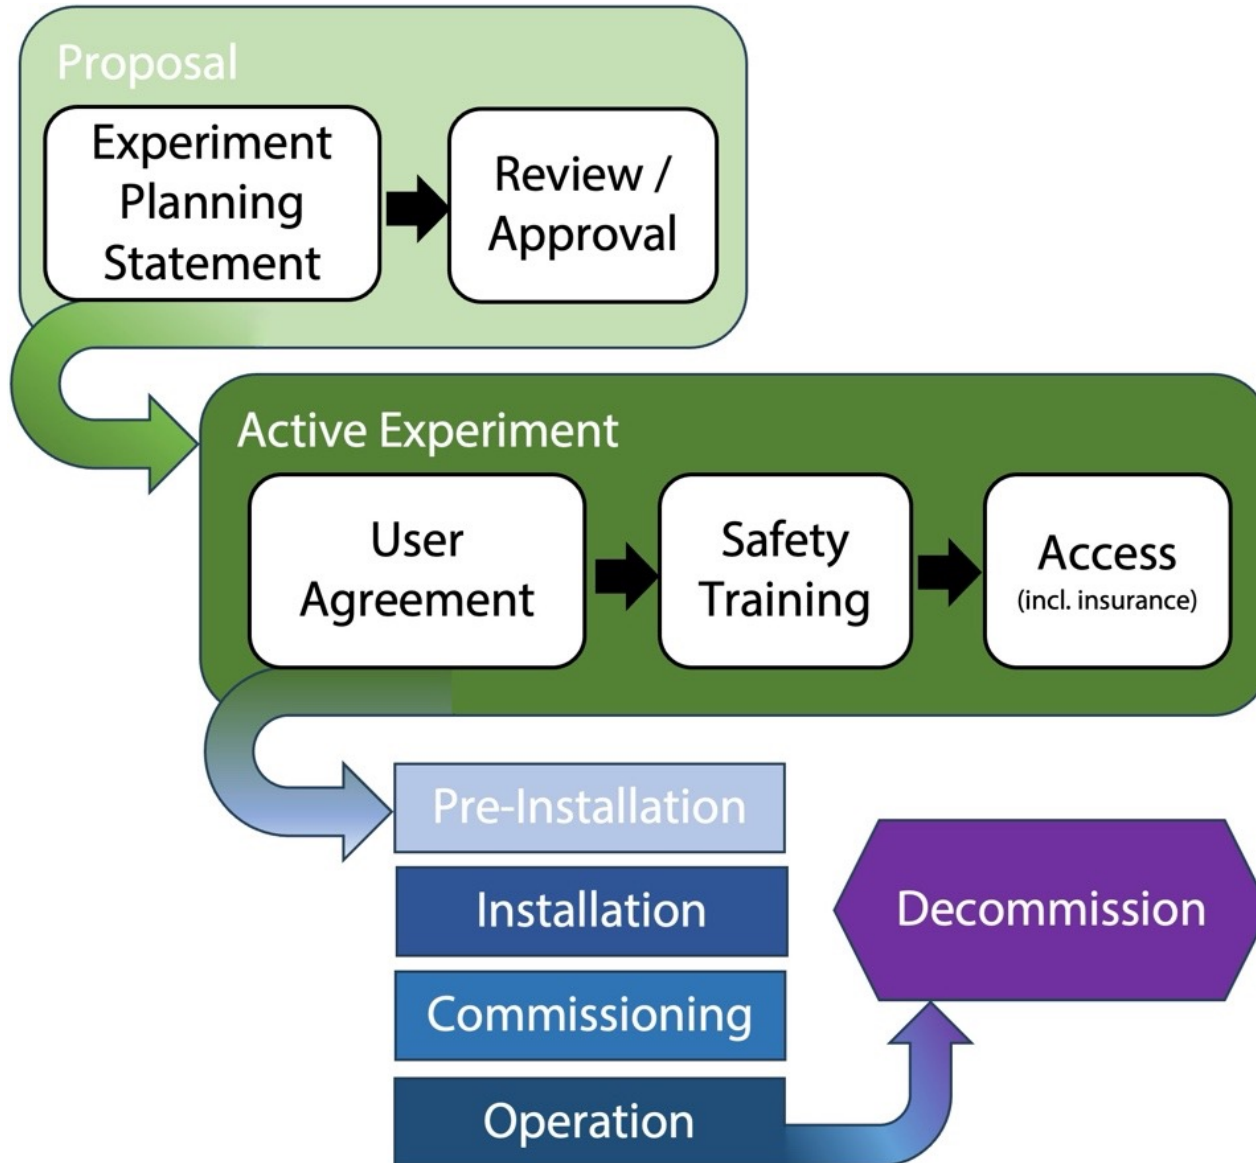 Proposal
Experiment
Planning
Statement
Review /
Approval
Active Experiment
User
Agreement
Safety
Training
Access
(incl. insurance)
Pre-Installation
Installation
Commissioning
Operation
Decommission